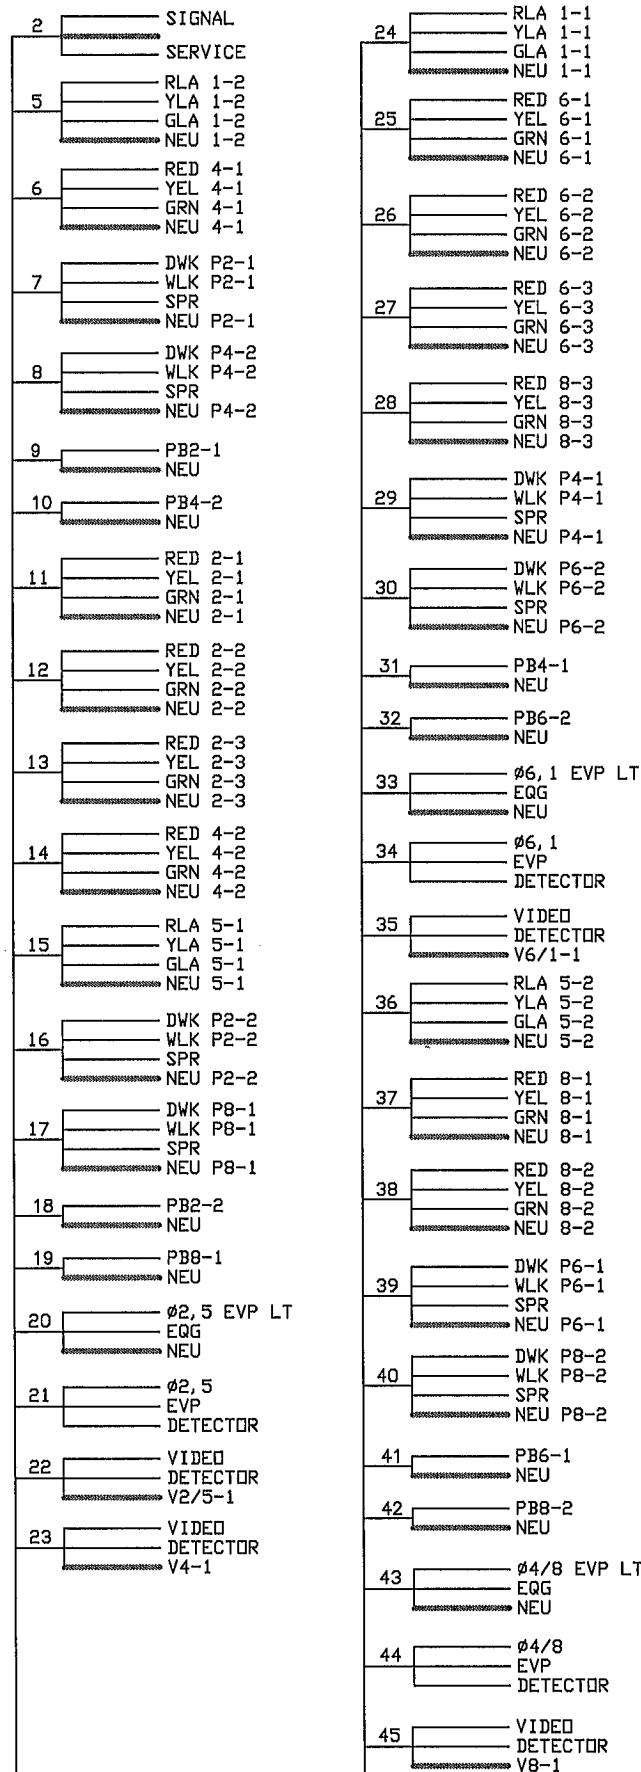 2
SIGNAL
SERVICE
5
RLA 1-2
YLA 1-2
GLA 1-2
NEU 1-2
6
RED 4-1
YEL 4-1
GRN 4-1
NEU 4-1
7
DWK P2-1
WLK P2-1
SPR
NEU P2-1
8
DWK P4-2
WLK P4-2
SPR
NEU P4-2
9
PB2-1
NEU
10
PB4-2
NEU
11
RED 2-1
YEL 2-1
GRN 2-1
NEU 2-1
12
RED 2-2
YEL 2-2
GRN 2-2
NEU 2-2
13
RED 2-3
YEL 2-3
GRN 2-3
NEU 2-3
14
RED 4-2
YEL 4-2
GRN 4-2
NEU 4-2
15
RLA 5-1
YLA 5-1
GLA 5-1
NEU 5-1
16
DWK P2-2
WLK P2-2
SPR
NEU P2-2
17
DWK P8-1
WLK P8-1
SPR
NEU P8-1
18
PB2-2
NEU
19
PB8-1
NEU
20
ø2,5 EVP LT
EQG
NEU
21
ø2,5
EVP
DETECTOR
22
VIDEO
DETECTOR
V2/5-1
23
VIDEO
DETECTOR
V4-1
24
RLA 1-1
YLA 1-1
GLA 1-1
NEU 1-1
25
RED 6-1
YEL 6-1
GRN 6-1
NEU 6-1
26
RED 6-2
YEL 6-2
GRN 6-2
NEU 6-2
27
RED 6-3
YEL 6-3
GRN 6-3
NEU 6-3
28
RED 8-3
YEL 8-3
GRN 8-3
NEU 8-3
29
DWK P4-1
WLK P4-1
SPR
NEU P4-1
30
DWK P6-2
WLK P6-2
SPR
NEU P6-2
31
PB4-1
NEU
32
PB6-2
NEU
33
ø6,1 EVP LT
EQG
NEU
34
ø6,1
EVP
DETECTOR
35
VIDEO
DETECTOR
V6/1-1
36
RLA 5-2
YLA 5-2
GLA 5-2
NEU 5-2
37
RED 8-1
YEL 8-1
GRN 8-1
NEU 8-1
38
RED 8-2
YEL 8-2
GRN 8-2
NEU 8-2
39
DWK P6-1
WLK P6-1
SPR
NEU P6-1
40
DWK P8-2
WLK P8-2
SPR
NEU P8-2
41
PB6-1
NEU
42
PB8-2
NEU
43
ø4/8 EVP LT
EQG
NEU
44
ø4/8
EVP
DETECTOR
45
VIDEO
DETECTOR
V8-1